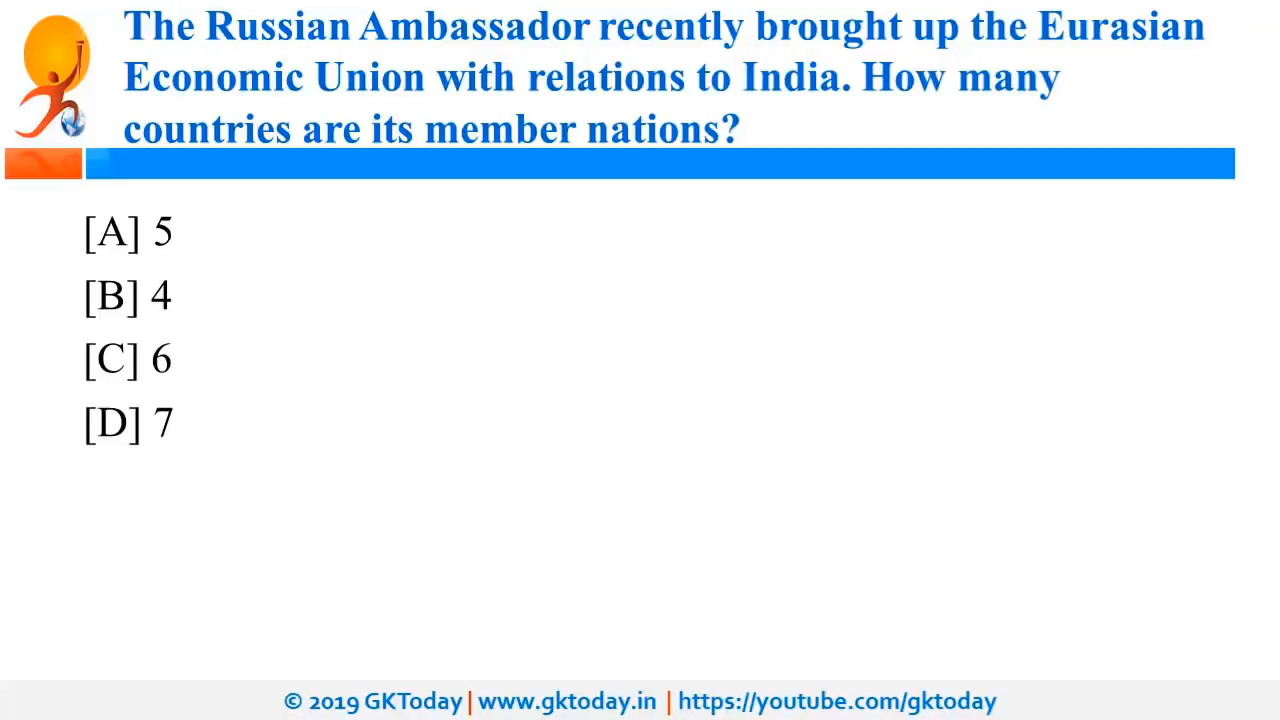 The Russian Ambassador recently brought up the Eurasian
Economic Union with relations to India. How many
countries are its member nations?
[A] 5
[B] 4
[C] 6
[D] 7
© 2019 GKToday | www.gktoday.in | https://youtube.com/gktoday